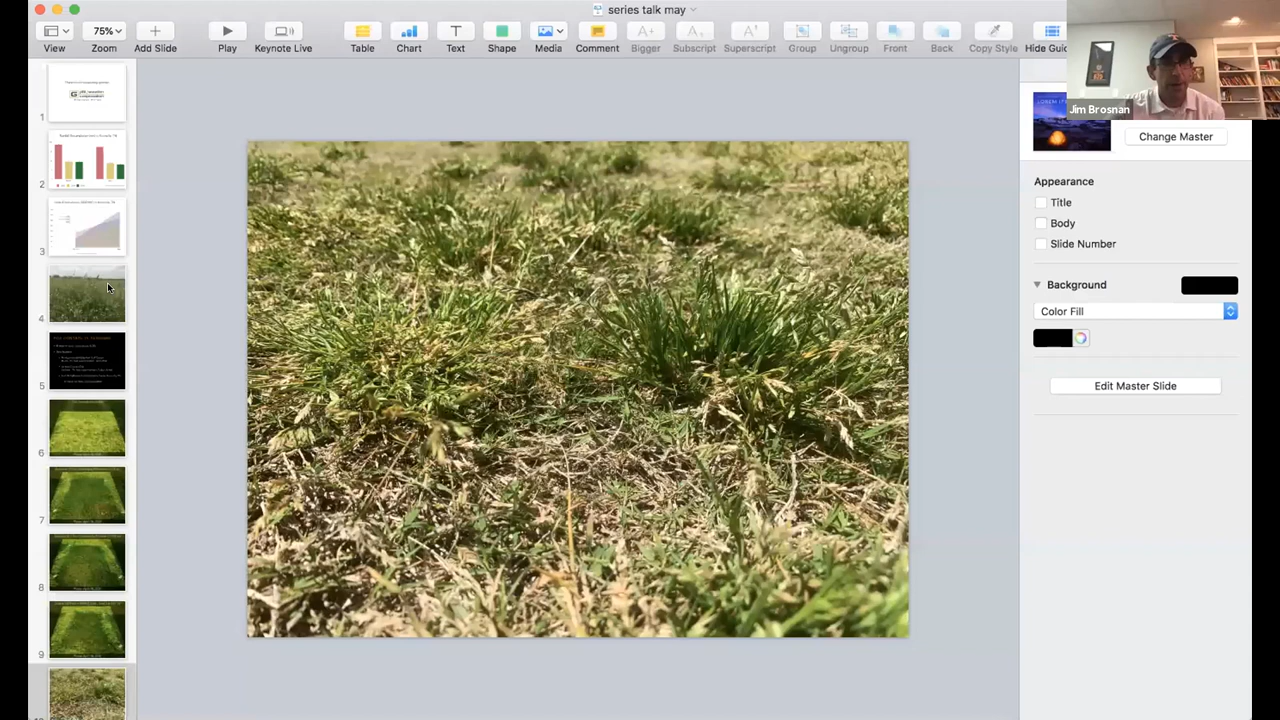 series talk may
View
75%
Zoom
Add Slide
Play
Keynote Live
Table
Chart
Text
Shape
Media
Comment
Bigger
Subscript
Superscript
Group
Ungroup
Front
Back
Copy Style
Hide
Jim Brosnan
Change Master
Appearance
Title
Body
Slide Number
Background
Color Fill
Edit Master Slide
1
2
3
4
5
6
7
8
9